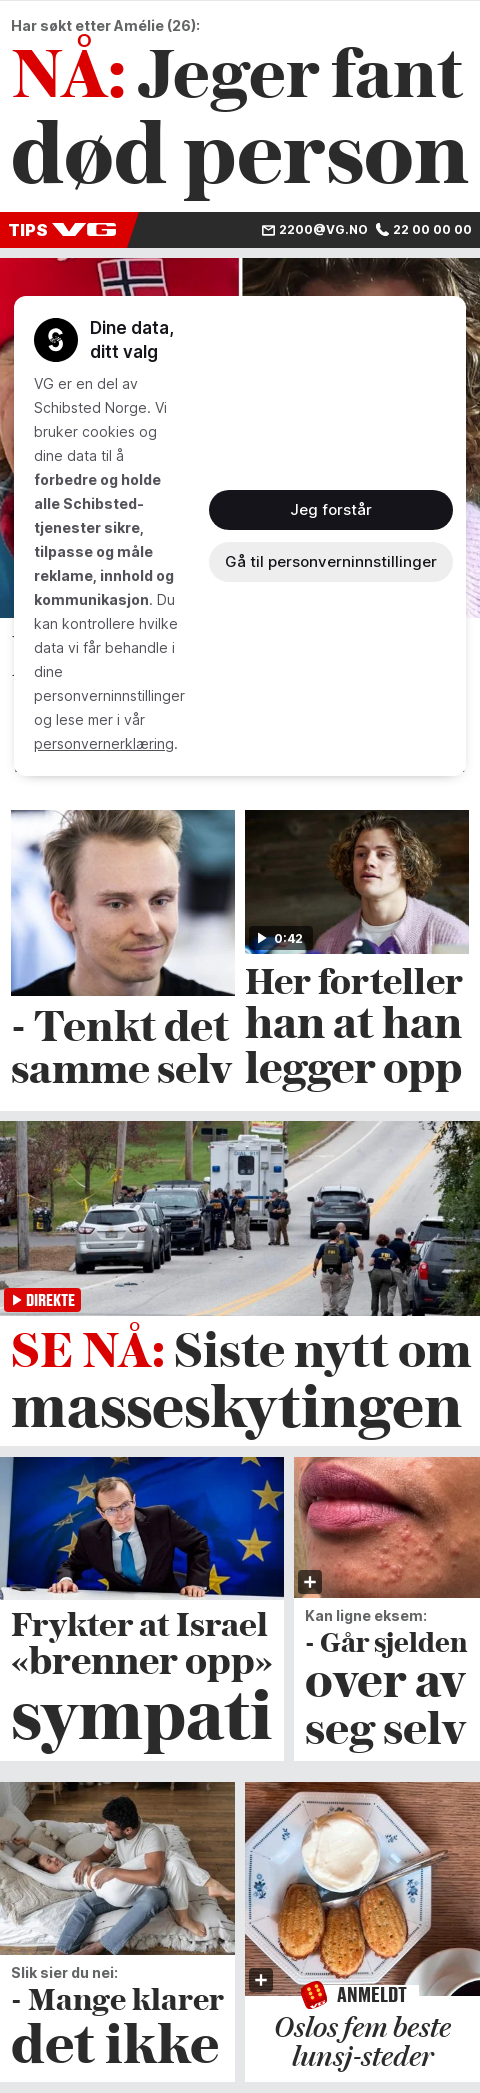 Har søkt etter Amélie (26):
NÅ: Jeger fant
død person
TIPS VG
2200@VG.NO
22 00 00 00
Dine data,
ditt valg
VG er en del av
Schibsted Norge. Vi
bruker cookies og
dine data til å
forbedre og holde
alle Schibsted-
tjenester sikre,
tilpasse og måle
reklame, innhold og
kommunikasjon. Du
kan kontrollere hvilke
data vi får behandle i
dine
personverninnstillinger
og lese mer i vår
personvernerklæring.
Jeg forstår
Gå til personverninnstillinger
- Tenkt det
samme selv
0:42
Her forteller
han at han
legger opp
DIREKTE
SE NÅ: Siste nytt om
masseskytingen
Frykter at Israel
«brenner opp»
sympati
Kan ligne eksem:
- Går sjelden
over av
seg selv
Slik sier du nei:
- Mange klarer
det ikke
ANMELDT
Oslos fem beste
lunsj-steder